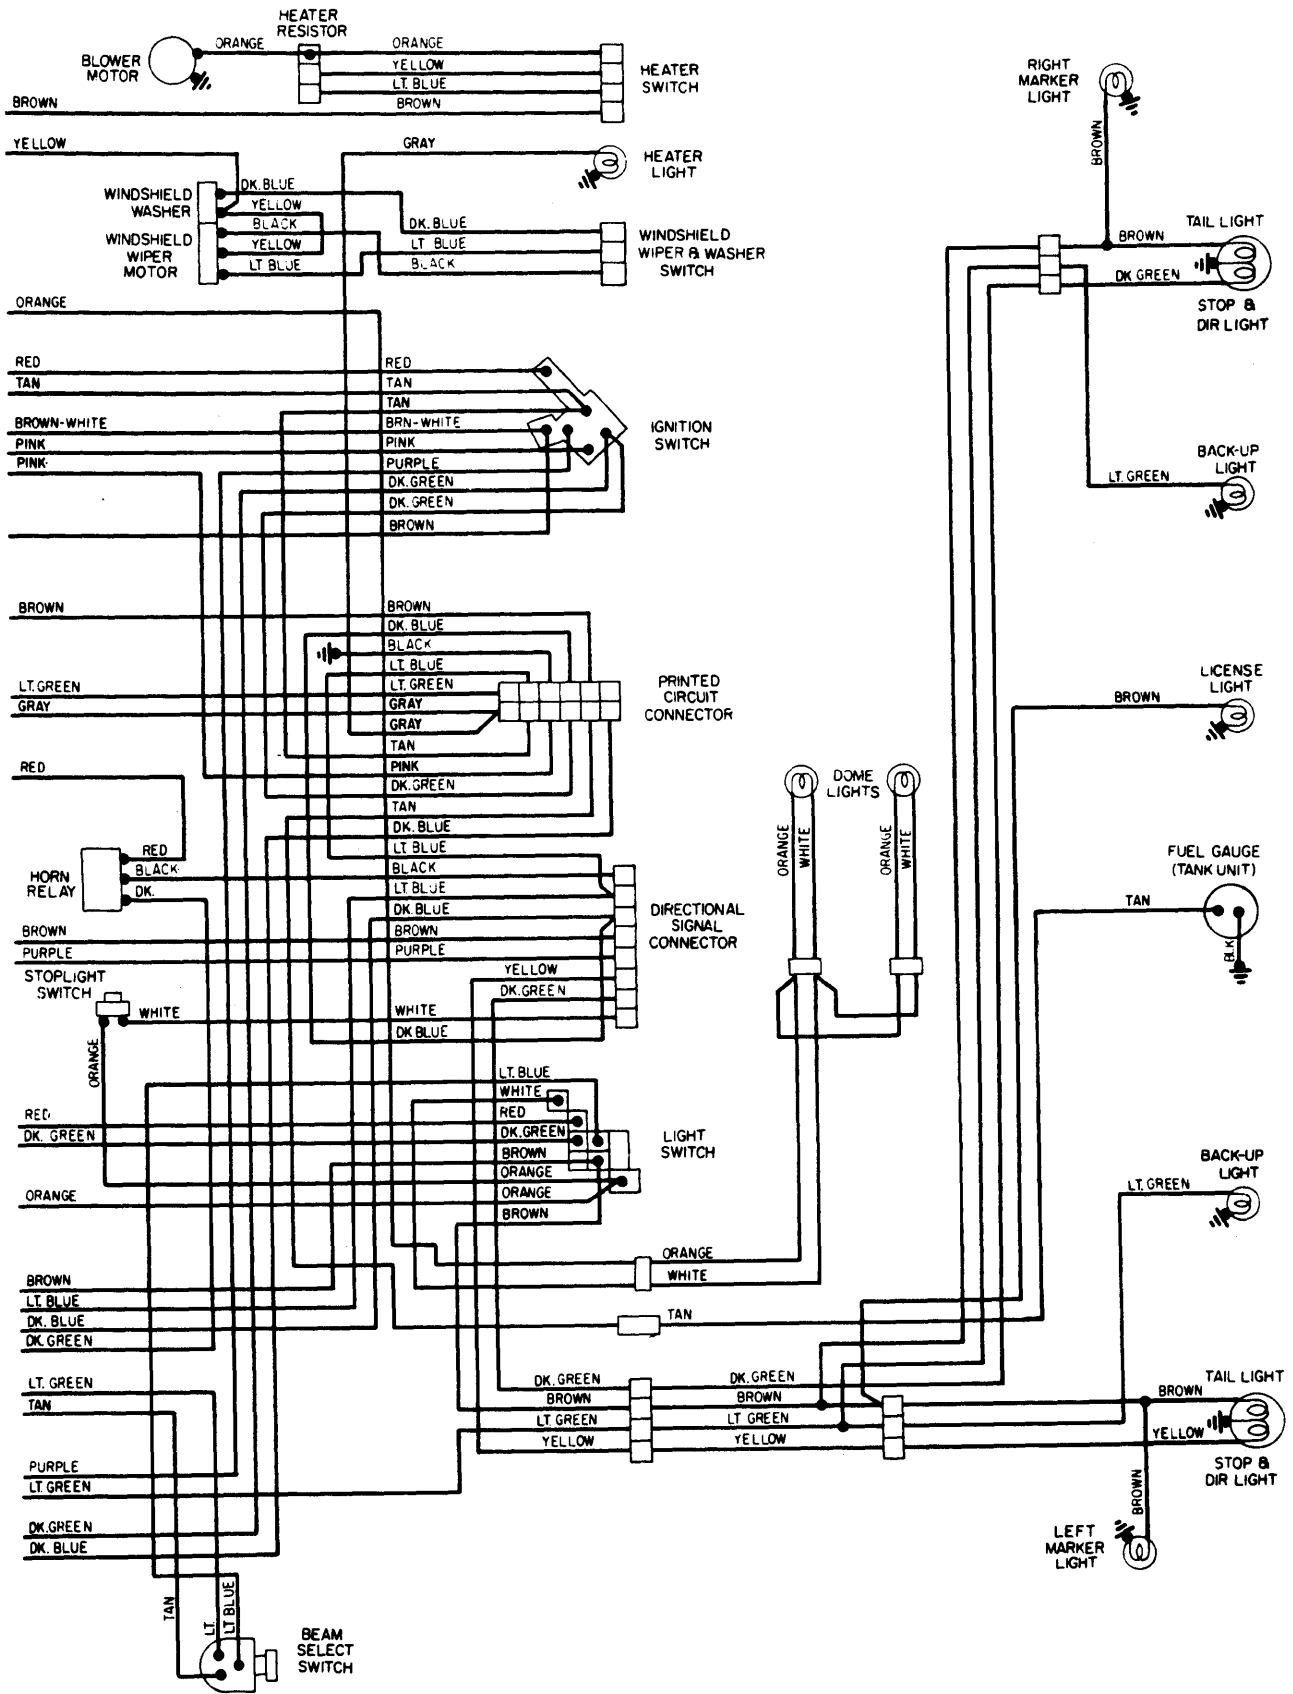 HEATER
RESISTOR
ORANGE
ORANGE
BLOWER
MOTOR
YELLOW
LT. BLUE
HEATER
SWITCH
BROWN
BROWN
RIGHT
MARKER
LIGHT
BROWN
YELLOW
GRAY
HEATER
LIGHT
WINDSHIELD
WASHER
DK. BLUE
YELLOW
BLACK
WINDSHIELD
WIPER
MOTOR
YELLOW
LT BLUE
DK. BLUE
LT BLUE
BLACK
WINDSHIELD
WIPER & WASHER
SWITCH
TAIL LIGHT
BROWN
DK GREEN
STOP &
DIR LIGHT
ORANGE
RED
RED
TAN
TAN
TAN
BROWN-WHITE
BRN-WHITE
PINK
PINK
PINK
PURPLE
DK. GREEN
DK. GREEN
BROWN
IGNITION
SWITCH
BACK-UP
LIGHT
LT. GREEN
BROWN
BROWN
DK. BLUE
BLACK
LT. BLUE
LT. GREEN
LT. GREEN
GRAY
GRAY
GRAY
TAN
PINK
DK. GREEN
TAN
DK. BLUE
PRINTED
CIRCUIT
CONNECTOR
LICENSE
LIGHT
BROWN
RED
DOME
LIGHTS
ORANGE
WHITE
ORANGE
WHITE
HORN
RELAY
RED
BLACK
DK.
LT BLUE
BLACK
LT BLUE
DK. BLUE
BROWN
BROWN
PURPLE
PURPLE
YELLOW
DK. GREEN
WHITE
DK BLUE
DIRECTIONAL
SIGNAL
CONNECTOR
FUEL GAUGE
(TANK UNIT)
TAN
BLK
STOPLIGHT
SWITCH
WHITE
ORANGE
LT. BLUE
WHITE
RED
RED
DK. GREEN
DK. GREEN
BROWN
ORANGE
ORANGE
ORANGE
BROWN
LIGHT
SWITCH
BACK-UP
LIGHT
LT. GREEN
ORANGE
WHITE
BROWN
LT. BLUE
DK. BLUE
DK. GREEN
TAN
LT. GREEN
TAN
DK. GREEN
BROWN
LT. GREEN
YELLOW
DK. GREEN
BROWN
LT GREEN
YELLOW
TAIL LIGHT
BROWN
YELLOW
STOP &
DIR LIGHT
BROWN
PURPLE
LT. GREEN
DK. GREEN
DK. BLUE
LEFT
MARKER
LIGHT
TAN
LT.
LT BLUE
BEAM
SELECT
SWITCH